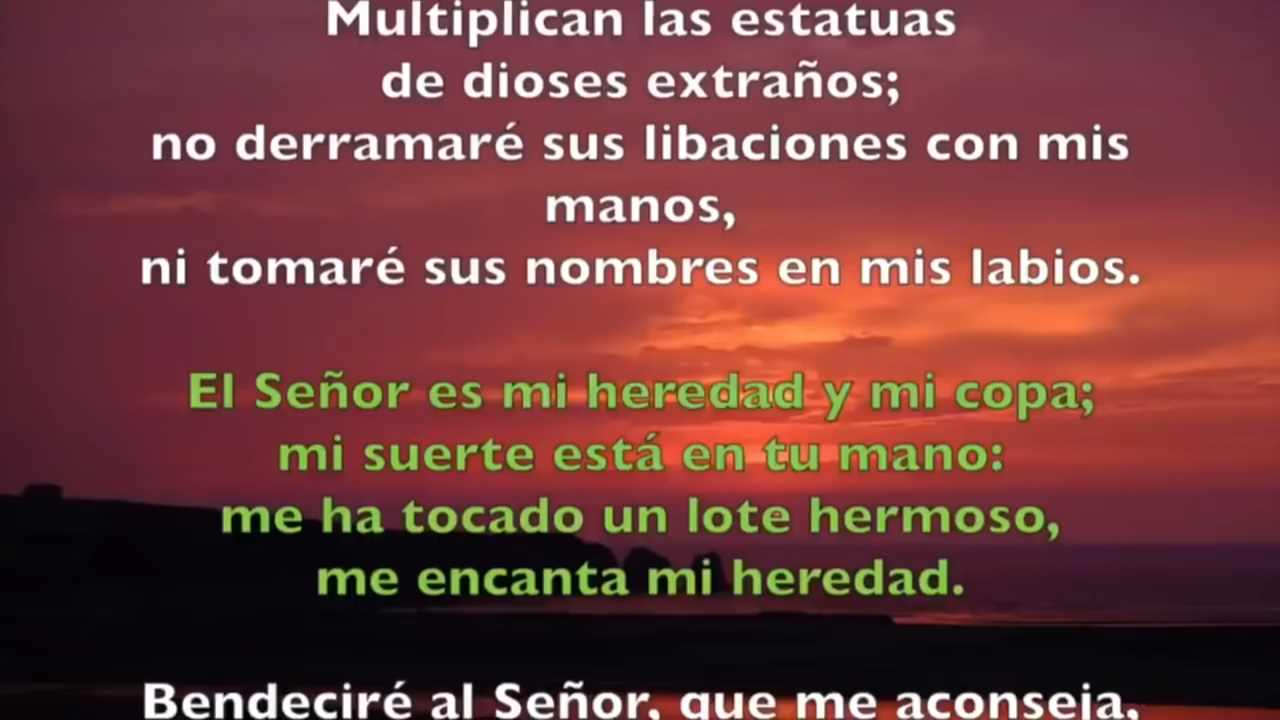 Multiplican las estatuas
de dioses extraños;
no derramaré sus libaciones con mis
manos,
ni tomaré sus nombres en mis labios.
El Señor es mi heredad y mi copa;
mi suerte está en tu mano:
me ha tocado un lote hermoso,
me encanta mi heredad.
Bendeciré al Señor, que me aconseja,